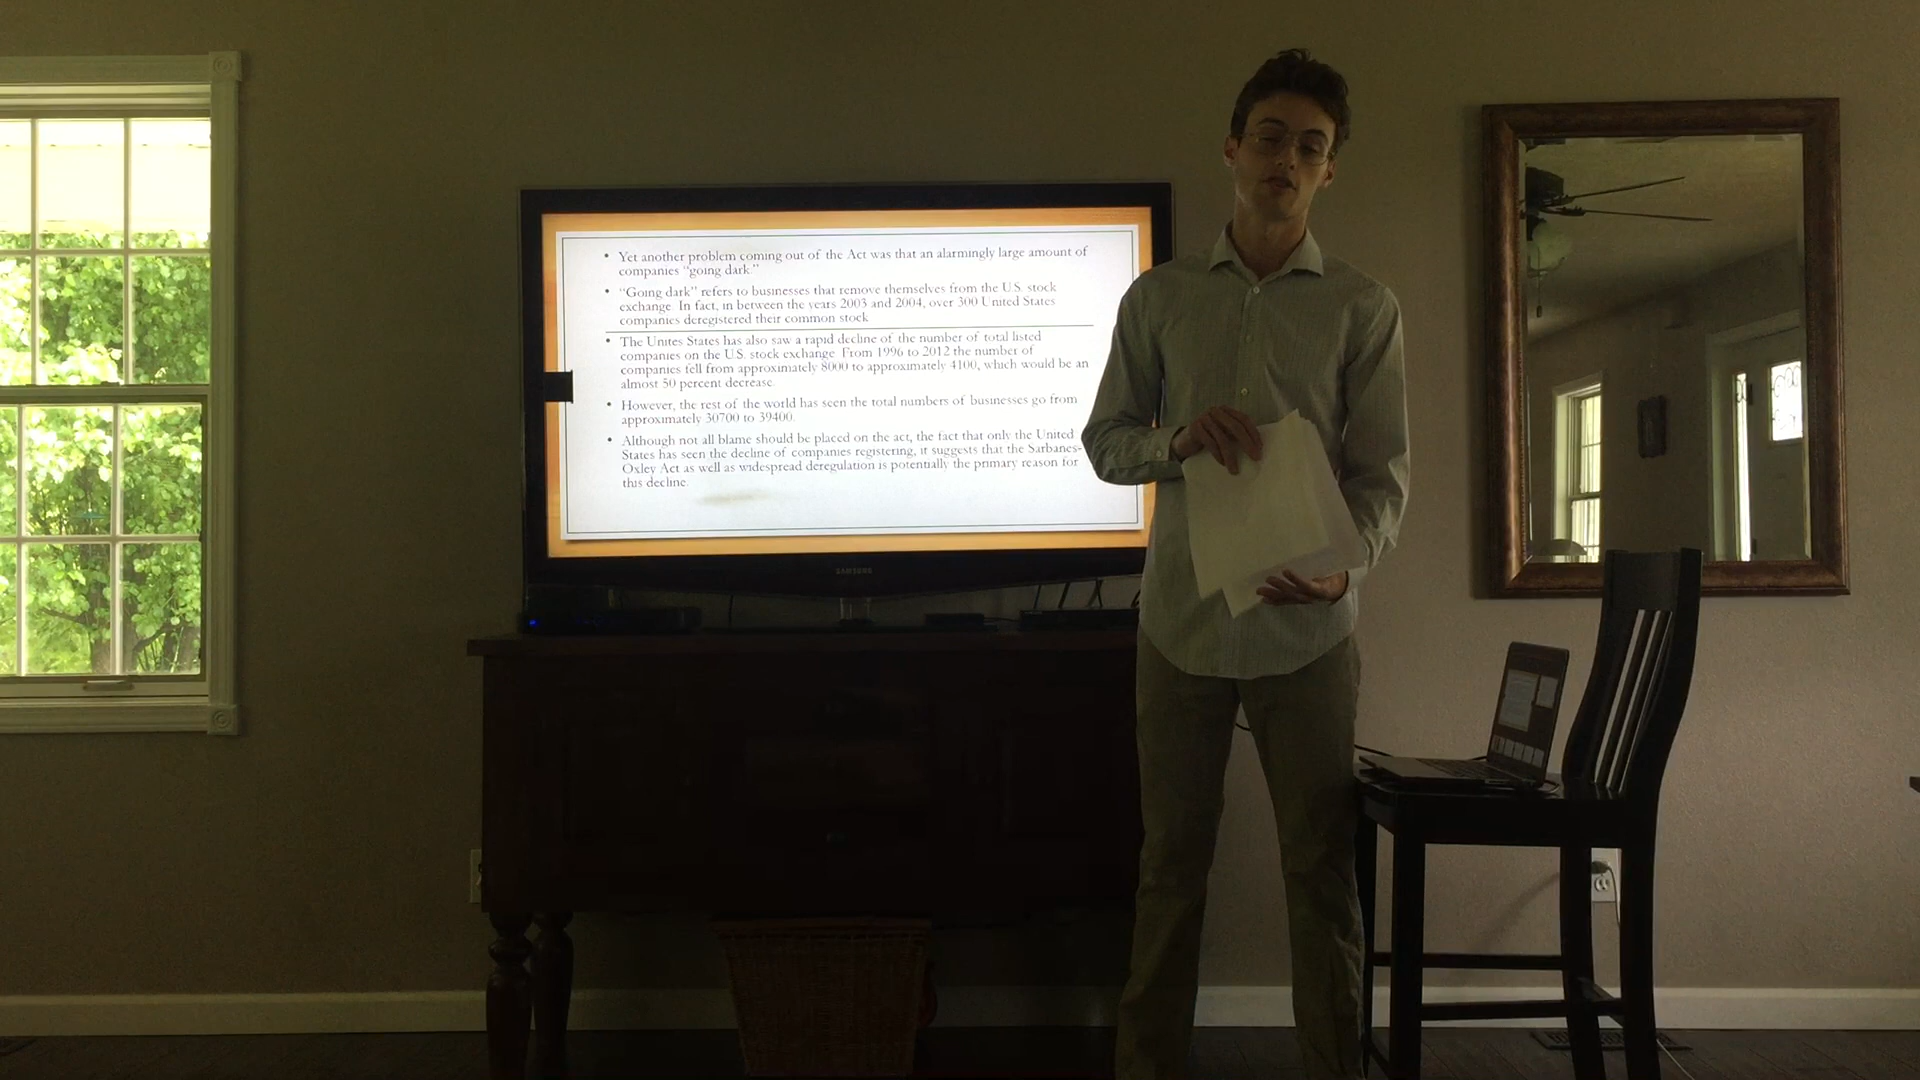 • Yet another problem coming out of the Act was that an alarmingly large amount of
companies "going dark."
• "Going dark" refers to businesses that remove themselves from the U.S. stock
exchange. In fact, in between the years 2003 and 2004, over 300 United States
companies deregistered their common stock
• The Unites States has also saw a rapid decline of the number of total listed
companies on the U.S. stock exchange. From 1996 to 2012 the number of
companies fell from approximately 8000 to approximately 4100, which would be an
almost 50 percent decrease
• However, the rest of the world has seen the total numbers of businesses go from
approximately 30700 to 39400.
• Although not all blame should be placed on the act, the fact that only the United
States has seen the decline of companies registering, it suggests that the Sarbanes-
Oxley Act as well as widespread deregulation is potentially the primary reason for
this decline.
SAMSUNG